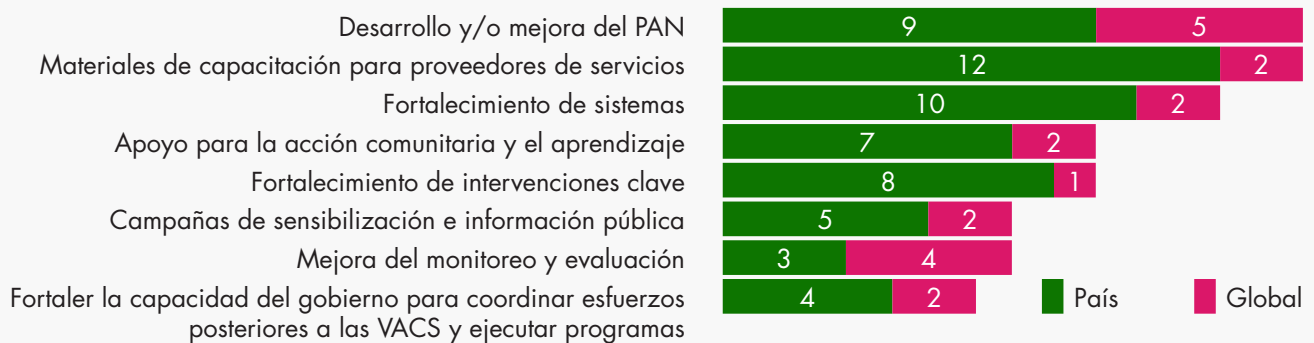 Desarrollo y/o mejora del PAN 9 5
Materiales de capacitación para proveedores de servicios 12 2
Fortalecimiento de sistemas 10 2
Apoyo para la acción comunitaria y el aprendizaje 7 2
Fortalecimiento de intervenciones clave 8 1
Campañas de sensibilización e información pública 5 2
Mejora del monitoreo y evaluación 3 4
Fortaler la capacidad del gobierno para coordinar esfuerzos 4 2 País Global
posteriores a las VACS y ejecutar programas